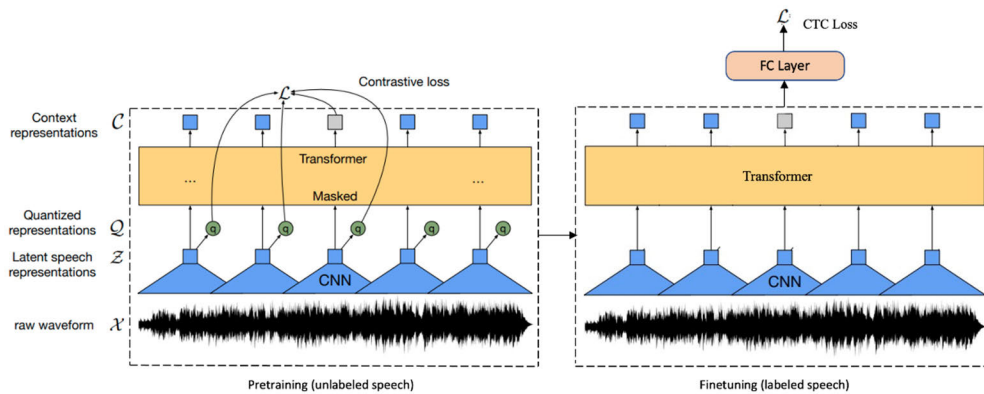 ℒ CTC Loss
FC Layer
Contrastive loss
ℒ
Context
representations
𝒞
Transformer
... ...
Masked
Transformer
Quantized
representations
𝒬
q q q q q
Latent speech
representations
𝒵
CNN
CNN
raw waveform
𝒳
Pretraining (unlabeled speech)
Finetuning (labeled speech)